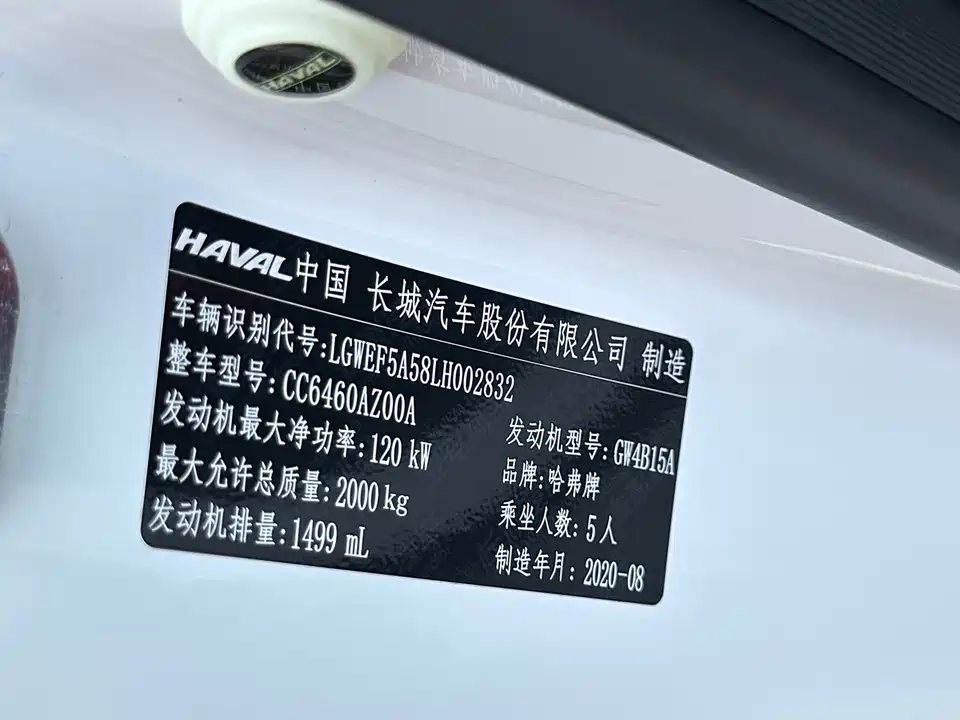 HAVAL
HAVAL中国 长城汽车股份有限公司 制造
车辆识别代号:LGWEF5A58LH002832
整车型号:CC6460AZ00A
发动机型号:GW4B15A
发动机最大净功率:120 kW
品牌:哈弗牌
最大允许总质量:2000 kg
乘坐人数:5人
发动机排量:1499 mL
制造年月:2020-08